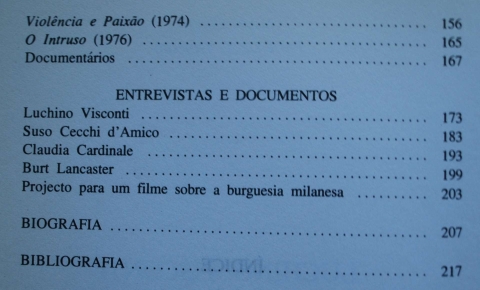 Violência e Paixão (1974) ........ 156
O Intruso (1976) ........ 165
Documentários ........ 167
ENTREVISTAS E DOCUMENTOS
Luchino Visconti ........ 173
Suso Cecchi d'Amico ........ 183
Claudia Cardinale ........ 193
Burt Lancaster ........ 199
Projecto para um filme sobre a burguesia milanesa ........ 203
BIOGRAFIA ........ 207
BIBLIOGRAFIA ........ 217
ÍNDICE